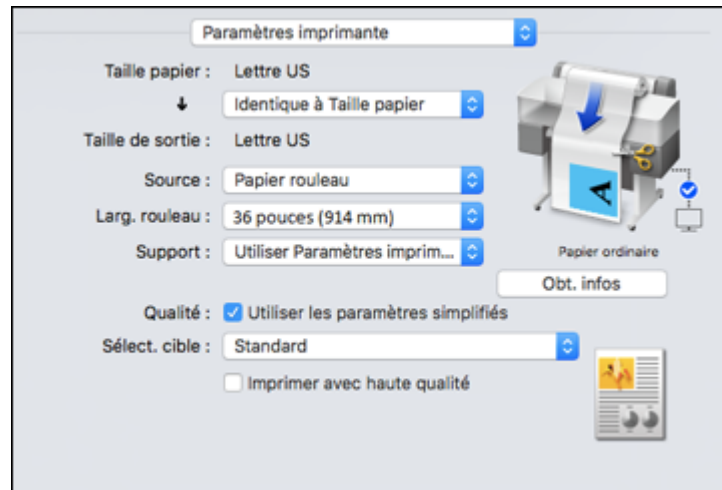 Paramètres imprimante
Taille papier : Lettre US
Identique à Taille papier
Taille de sortie : Lettre US
Source : Papier rouleau
Larg. rouleau : 36 pouces (914 mm)
Support : Utiliser Paramètres imprim...
Papier ordinaire
Obt. infos
Qualité : Utiliser les paramètres simplifiés
Sélect. cible : Standard
Imprimer avec haute qualité